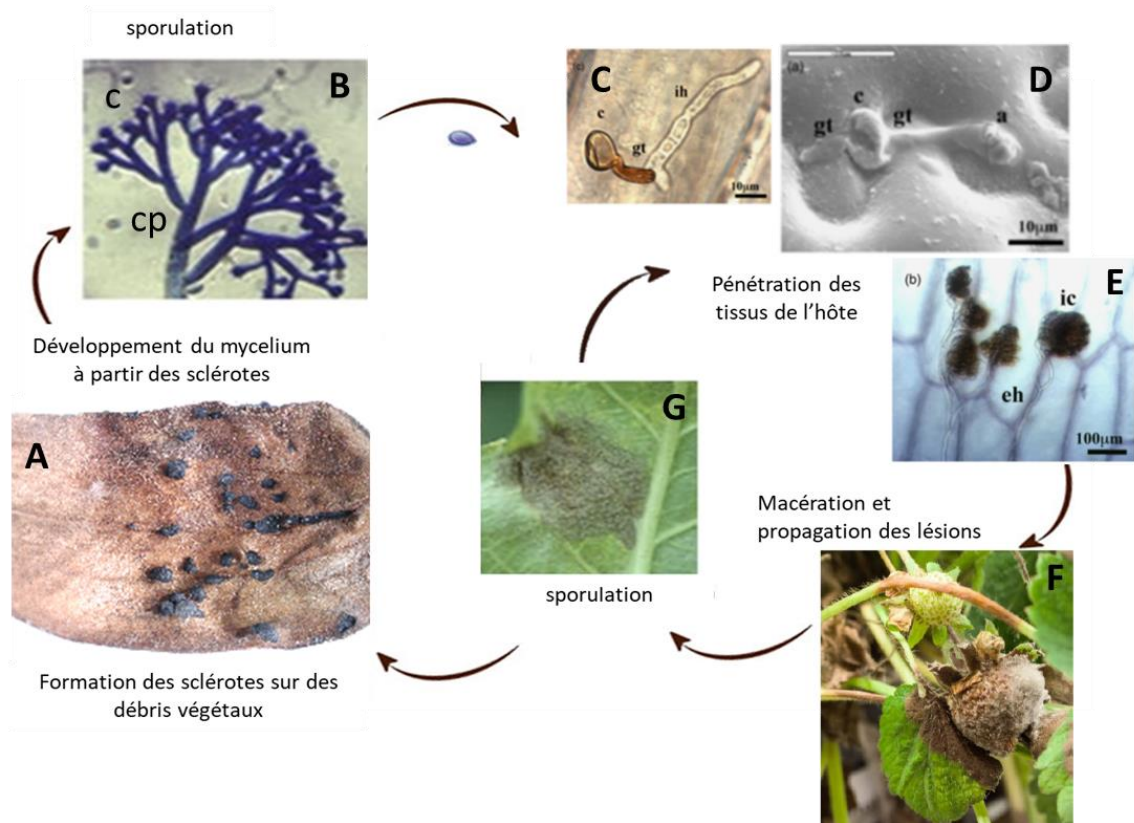 sporulation
B
c
cp
(c)
C
ih
c
gt
10µm
(a)
D
c
gt
gt
a
10µm
Pénétration des
tissus de l'hôte
(b)
E
ic
eh
100µm
Développement du mycelium
à partir des sclérotes
A
G
sporulation
Macération et
propagation des lésions
F
Formation des sclérotes sur des
débris végétaux